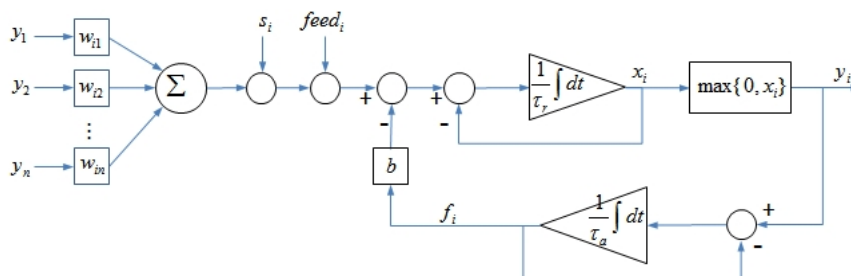 y₁ wᵢ₁
y₂ wᵢ₂
⋮
yₙ wᵢₙ
Σ
sᵢ
feedᵢ
+
-
+
-
1/τᵣ ∫ dt
xᵢ
max{0, xᵢ}
yᵢ
b
fᵢ
1/τₐ ∫ dt
+
-